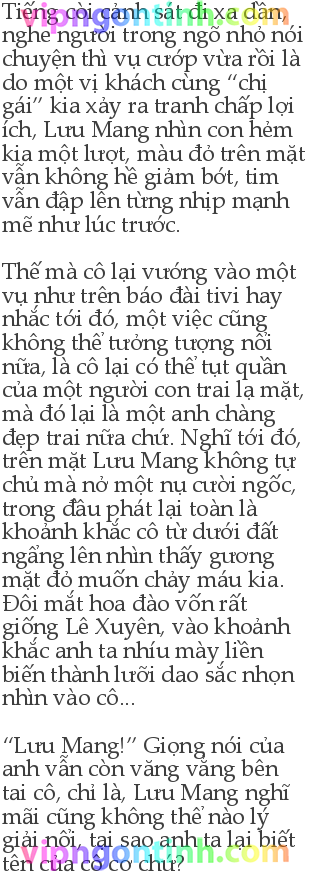 Tiếng còi cảnh sát đi xa dần,
nghe người trong ngõ nhỏ nói
chuyện thì vụ cướp vừa rồi là
do một vị khách cùng “chị
gái” kia xảy ra tranh chấp lợi
ích, Lưu Mang nhìn con hẻm
kia một lượt, màu đỏ trên mặt
vẫn không hề giảm bớt, tim
vẫn đập lên từng nhịp mạnh
mẽ như lúc trước.
Thế mà cô lại vướng vào một
vụ như trên báo đài tivi hay
nhắc tới đó, một việc cũng
không thể tưởng tượng nổi
nữa, là cô lại có thể tụt quần
của một người con trai lạ mặt,
mà đó lại là một anh chàng
đẹp trai nữa chứ. Nghĩ tới đó,
trên mặt Lưu Mang không tự
chủ mà nở một nụ cười ngốc,
trong đầu phát lại toàn là
khoảnh khắc cô từ dưới đất
ngẩng lên nhìn thấy gương
mặt đỏ muốn chảy máu kia.
Đôi mắt hoa đào vốn rất
giống Lê Xuyên, vào khoảnh
khắc anh ta nhíu mày liền
biến thành lưỡi dao sắc nhọn
nhìn vào cô...
“Lưu Mang!” Giọng nói của
anh vẫn còn văng vẳng bên
tai cô, chỉ là, Lưu Mang nghĩ
mãi cũng không thể nào lý
giải nổi, tại sao anh ta lại biết
tên của cô cơ chứ?
vipngontinh.com
vipngontinh.com